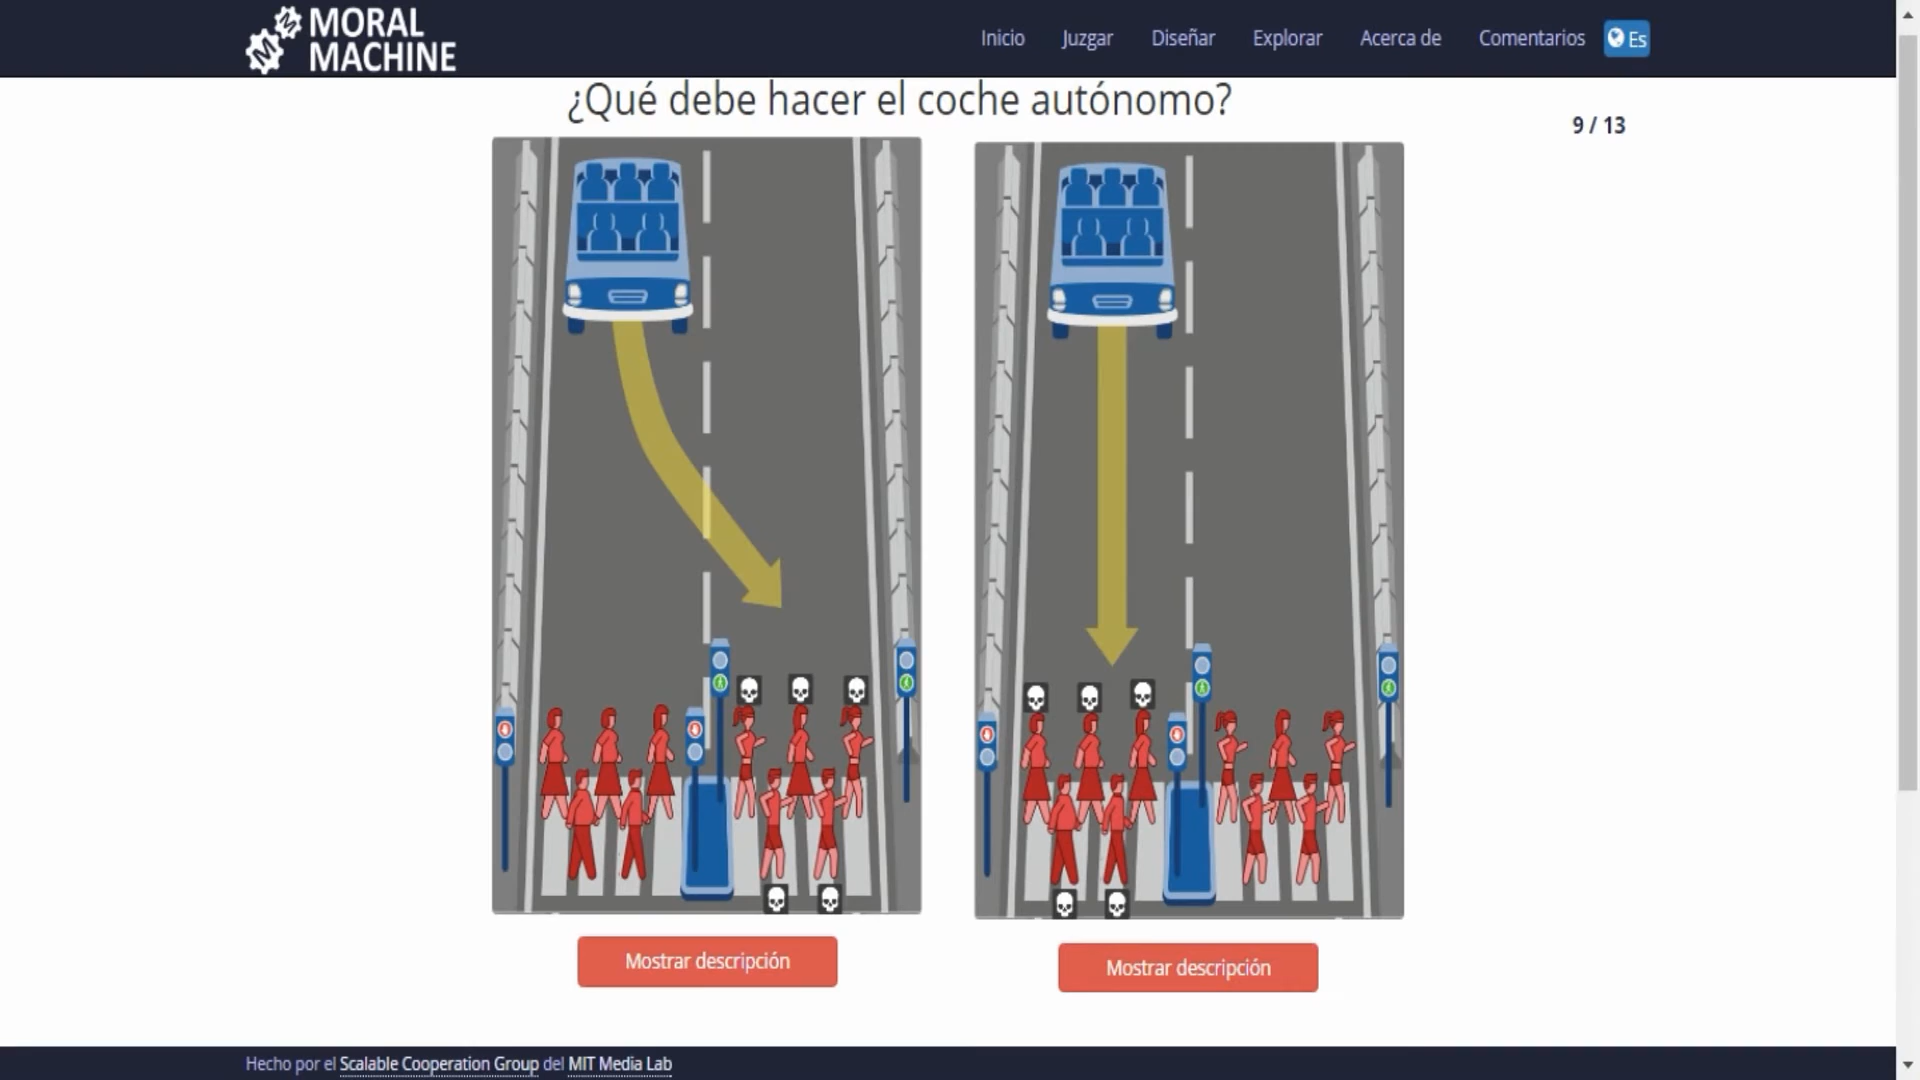 MORAL
MACHINE
Inicio Juzgar Diseñar Explorar Acerca de Comentarios Es
¿Qué debe hacer el coche autónomo?
9 / 13
Mostrar descripción
Mostrar descripción
Hecho por el Scalable Cooperation Group del MIT Media Lab